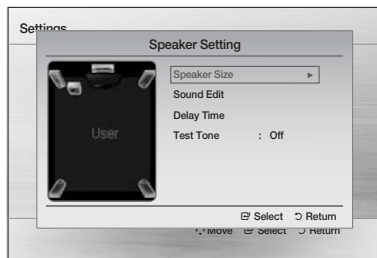 Settings
Speaker Setting
Speaker Size ►
Sound Edit
Delay Time
Test Tone : Off
User
Select Return
Move Select Return